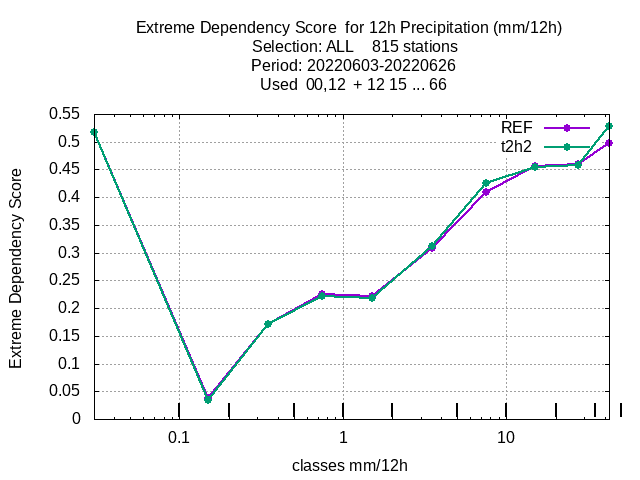 Extreme Dependency Score  for 12h Precipitation (mm/12h)
Selection: ALL    815 stations
Period: 20220603-20220626
Used  00,12  + 12 15 ... 66
REF
t2h2
Extreme Dependency Score
0.55
0.5
0.45
0.4
0.35
0.3
0.25
0.2
0.15
0.1
0.05
0
0.1 1 10
classes mm/12h